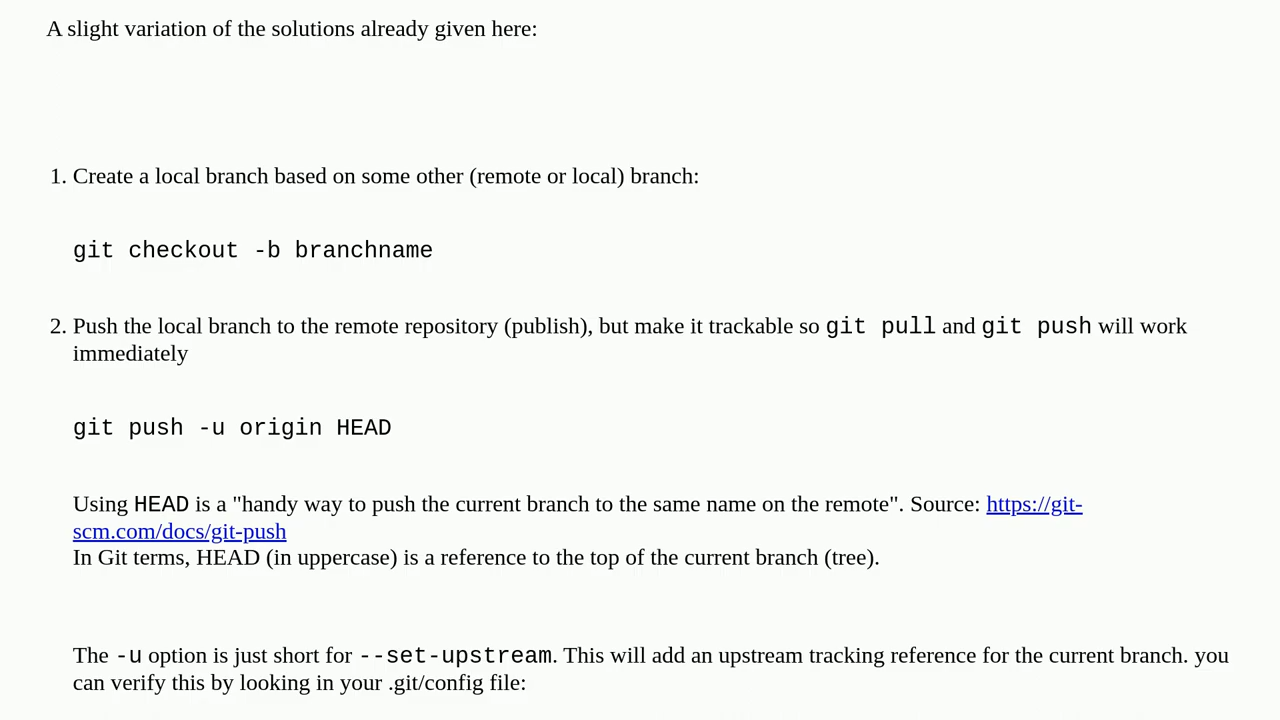 A slight variation of the solutions already given here:
1. Create a local branch based on some other (remote or local) branch:
git checkout -b branchname
2. Push the local branch to the remote repository (publish), but make it trackable so git pull and git push will work
immediately
git push -u origin HEAD
Using HEAD is a "handy way to push the current branch to the same name on the remote". Source: https://git-
scm.com/docs/git-push
In Git terms, HEAD (in uppercase) is a reference to the top of the current branch (tree).
The -u option is just short for --set-upstream. This will add an upstream tracking reference for the current branch. you
can verify this by looking in your .git/config file: